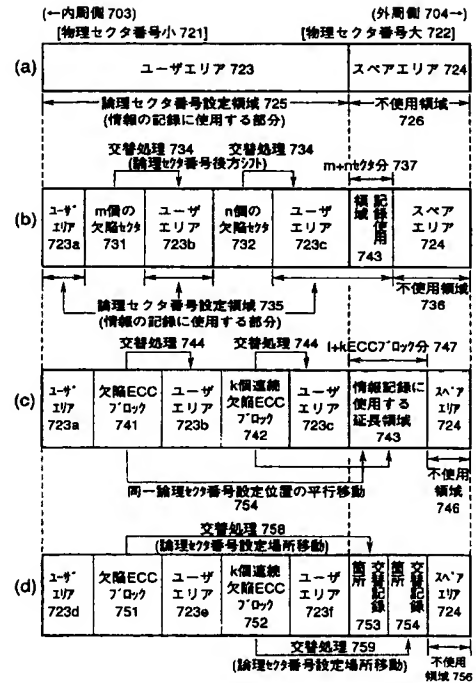 (←内周側 703)
(外周側 704→)
[物理セクタ番号小 721]
[物理セクタ番号大 722]
(a)
ユーザエリア 723
スペアエリア 724
論理セクタ番号設定領域 725
(情報の記録に使用する部分)
不使用領域
726
交替処理 734
交替処理 734
(論理セクタ番号後方シフト)
m+nセクタ分 737
(b)
ユーザ
エリア
723a
m個の
欠陥セクタ
731
ユーザ
エリア
723b
n個の
欠陥セクタ
732
ユーザ
エリア
723c
記録使用
領域
743
スペア
エリア
724
論理セクタ番号設定領域 735
(情報の記録に使用する部分)
不使用領域
736
交替処理 744
交替処理 744
l+kECCブロック分 747
(c)
ユーザ
エリア
723a
欠陥ECC
ブロック
741
ユーザ
エリア
723b
k個連続
欠陥ECC
ブロック
742
ユーザ
エリア
723c
情報記録に
使用する
延長領域
743
スペア
エリア
724
同一論理セクタ番号設定位置の平行移動
754
不使用
領域
746
交替処理 758
(論理セクタ番号設定場所移動)
(d)
ユーザ
エリア
723d
欠陥ECC
ブロック
751
ユーザ
エリア
723e
k個連続
欠陥ECC
ブロック
752
ユーザ
エリア
723f
交替記録
箇所
753
交替記録
箇所
754
スペア
エリア
724
交替処理 759
(論理セクタ番号設定場所移動)
不使用
領域 756